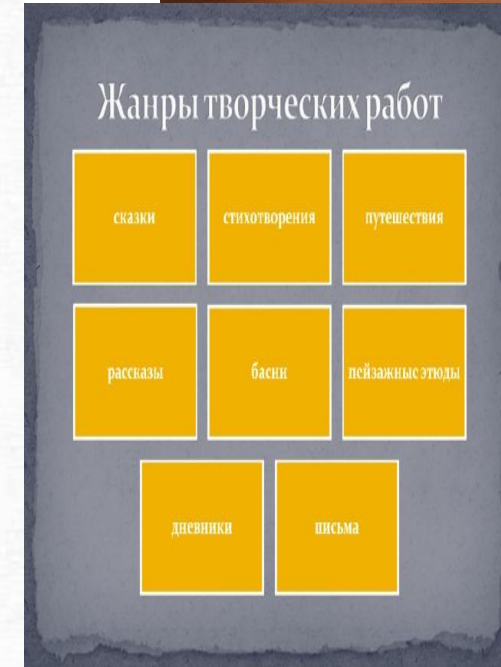 Жанры творческих работ
сказки
стихотворения
путешествия
рассказы
басни
пейзажные этюды
дневники
письма